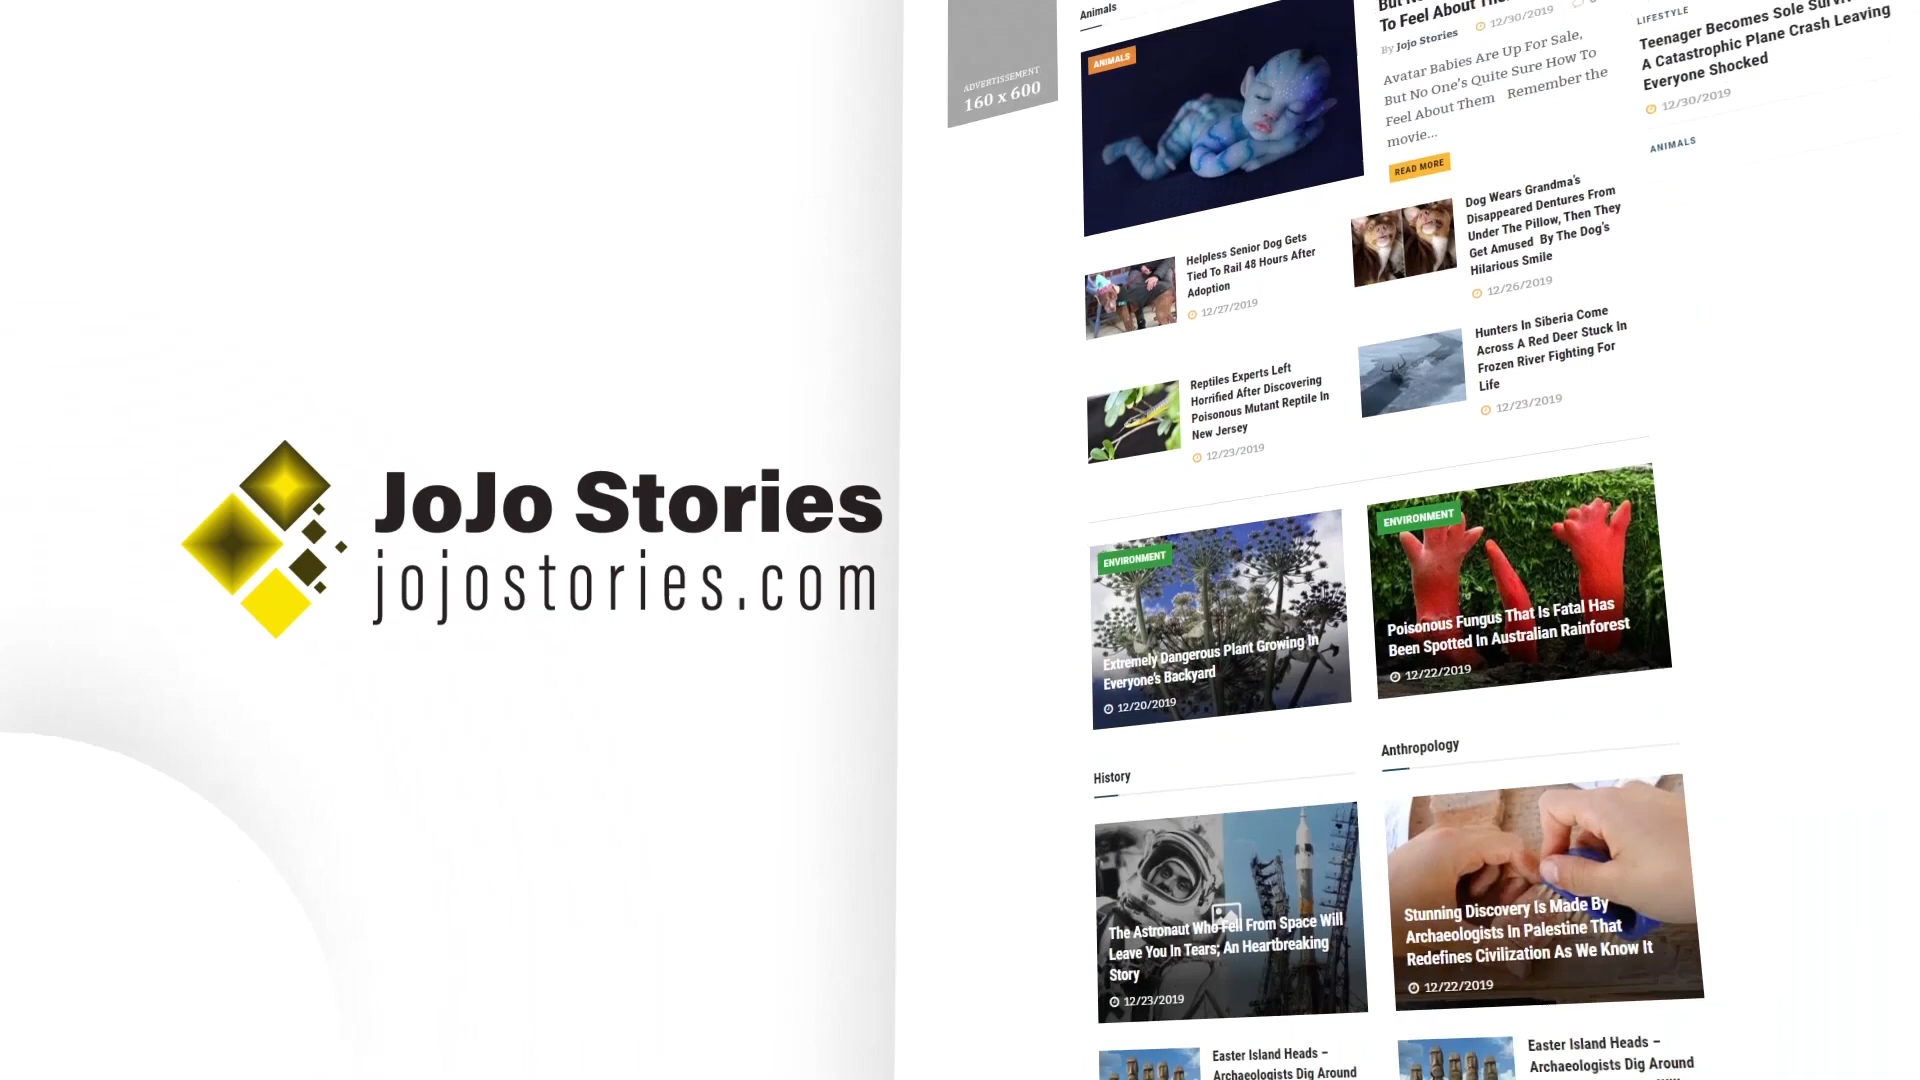 JoJo Stories
jojostories.com
ADVERTISEMENT
160 x 600
Animals
ANIMALS
To Feel About
By Jojo Stories
12/30/2019
Avatar Babies Are Up For Sale,
But No One's Quite Sure How To
Feel About Them Remember the
movie...
READ MORE
LIFESTYLE
Teenager Becomes Sole
A Catastrophic Plane Crash Leaving
Everyone Shocked
12/30/2019
ANIMALS
Helpless Senior Dog Gets
Tied To Rail 48 Hours After
Adoption
12/27/2019
Dog Wears Grandma's
Disappeared Dentures From
Under The Pillow, Then They
Get Amused By The Dog's
Hilarious Smile
12/26/2019
Reptiles Experts Left
Horrified After Discovering
Poisonous Mutant Reptile In
New Jersey
12/23/2019
Hunters In Siberia Come
Across A Red Deer Stuck In
Frozen River Fighting For
Life
12/23/2019
ENVIRONMENT
Extremely Dangerous Plant Growing In
Everyone's Backyard
12/20/2019
ENVIRONMENT
Poisonous Fungus That Is Fatal Has
Been Spotted In Australian Rainforest
12/22/2019
History
The Astronaut Who Fell From Space Will
Leave You In Tears; An Heartbreaking
Story
12/23/2019
Anthropology
Stunning Discovery Is Made By
Archaeologists In Palestine That
Redefines Civilization As We Know It
12/22/2019
Easter Island Heads –
Archaeologists Dig Around
Easter Island Heads –
Archaeologists Dig Around